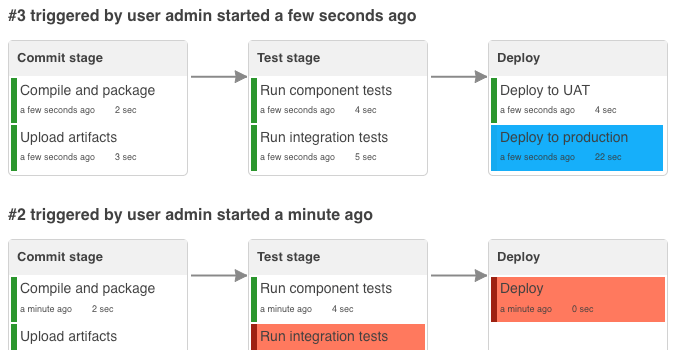 #3 triggered by user admin started a few seconds ago
Commit stage
Compile and package
a few seconds ago 2 sec
Upload artifacts
a few seconds ago 3 sec
Test stage
Run component tests
a few seconds ago 4 sec
Run integration tests
a few seconds ago 5 sec
Deploy
Deploy to UAT
a few seconds ago 4 sec
Deploy to production
a few seconds ago 22 sec
#2 triggered by user admin started a minute ago
Commit stage
Compile and package
a minute ago 2 sec
Upload artifacts
Test stage
Run component tests
a minute ago 4 sec
Run integration tests
Deploy
Deploy
a minute ago 0 sec